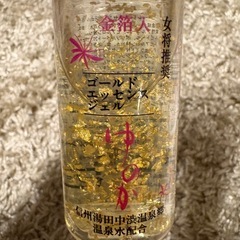 女将推奨
金箔入
ゴールド
エッセンス
ジェル
ゆのか
信州湯田中渋温泉郷
温泉水配合